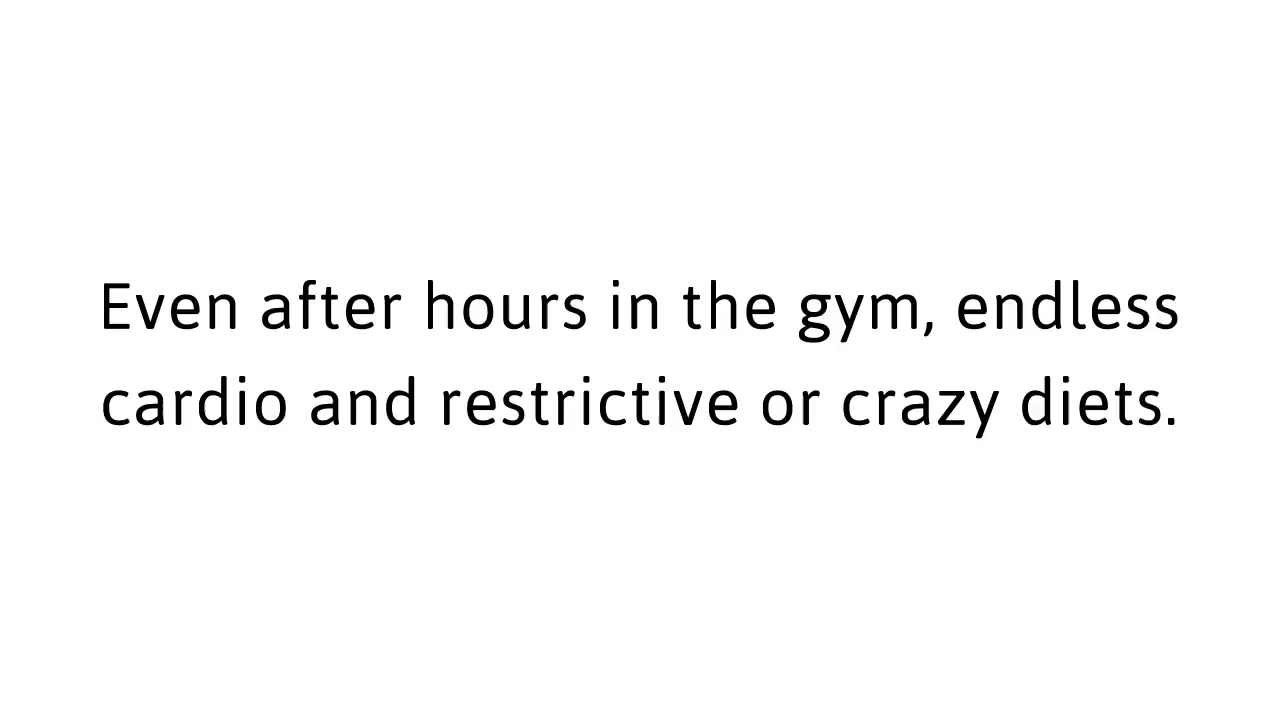 Even after hours in the gym, endless
cardio and restrictive or crazy diets.